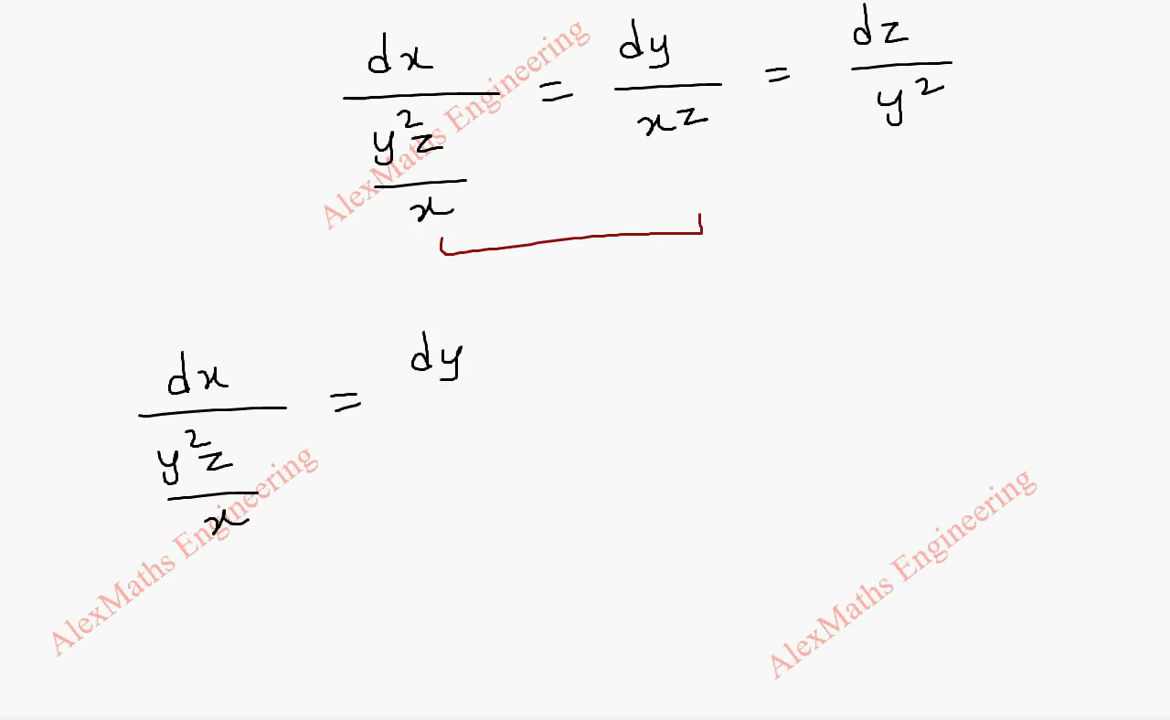 dx/(y²z/x) = dy/xz = dz/y²
AlexMaths Engineering
dx/(y²z/x) = dy
AlexMaths Engineering
AlexMaths Engineering